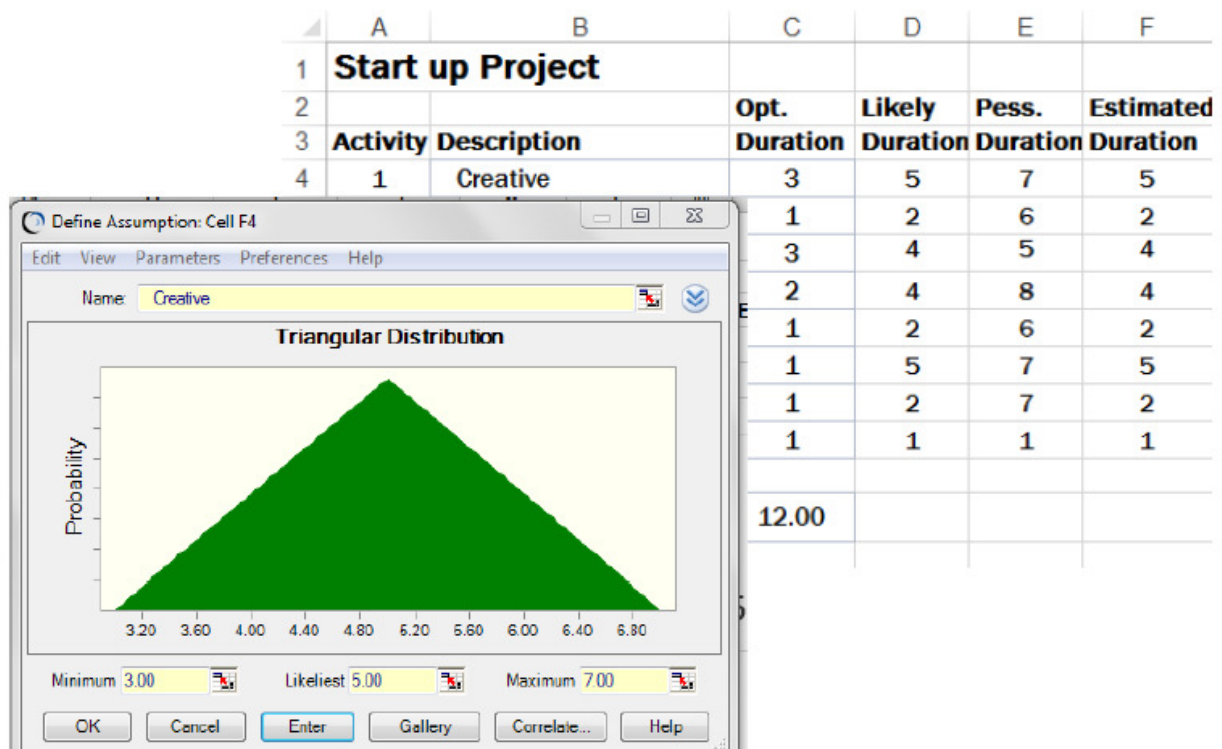 A B C D E F
1 Start up Project
2 Opt. Likely Pess. Estimated
3 Activity Description Duration Duration Duration Duration
4 1 Creative 3 5 7 5
1 2 6 2
3 4 5 4
2 4 8 4
1 2 6 2
1 5 7 5
1 2 7 2
1 1 1 1
12.00
Define Assumption: Cell F4
Edit View Parameters Preferences Help
Name: Creative
Triangular Distribution
Probability
3.20 3.60 4.00 4.40 4.80 5.20 5.60 6.00 6.40 6.80
Minimum 3.00 Likeliest 5.00 Maximum 7.00
OK Cancel Enter Gallery Correlate... Help